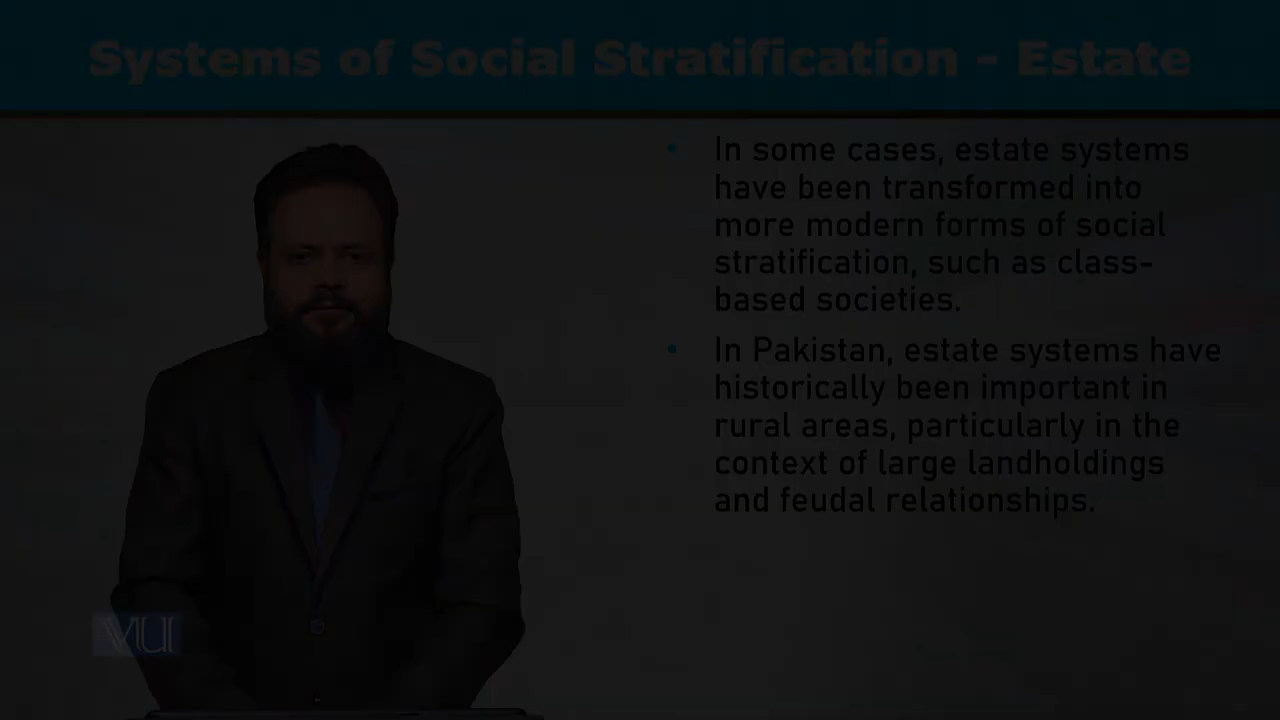 Systems of Social Stratification - Estate
In some cases, estate systems
have been transformed into
more modern forms of social
stratification, such as class-
based societies.
In Pakistan, estate systems have
historically been important in
rural areas, particularly in the
context of large landholdings
and feudal relationships.
VU